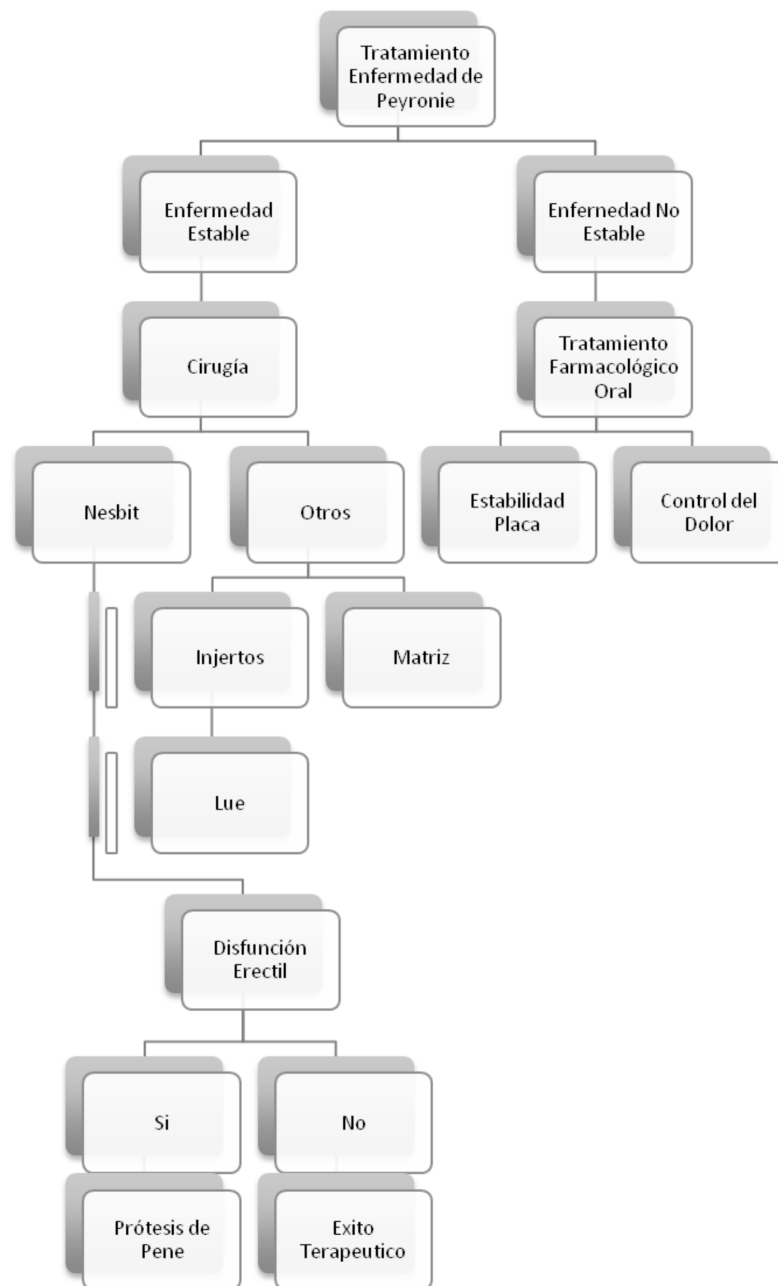 Tratamiento
Enfermedad de
Peyronie
Enfermedad
Estable
Enfernedad No
Estable
Cirugía
Tratamiento
Farmacológico
Oral
Nesbit
Otros
Estabilidad
Placa
Control del
Dolor
Injertos
Matriz
Lue
Disfunción
Erectil
Si
No
Prótesis de
Pene
Exito
Terapeutico